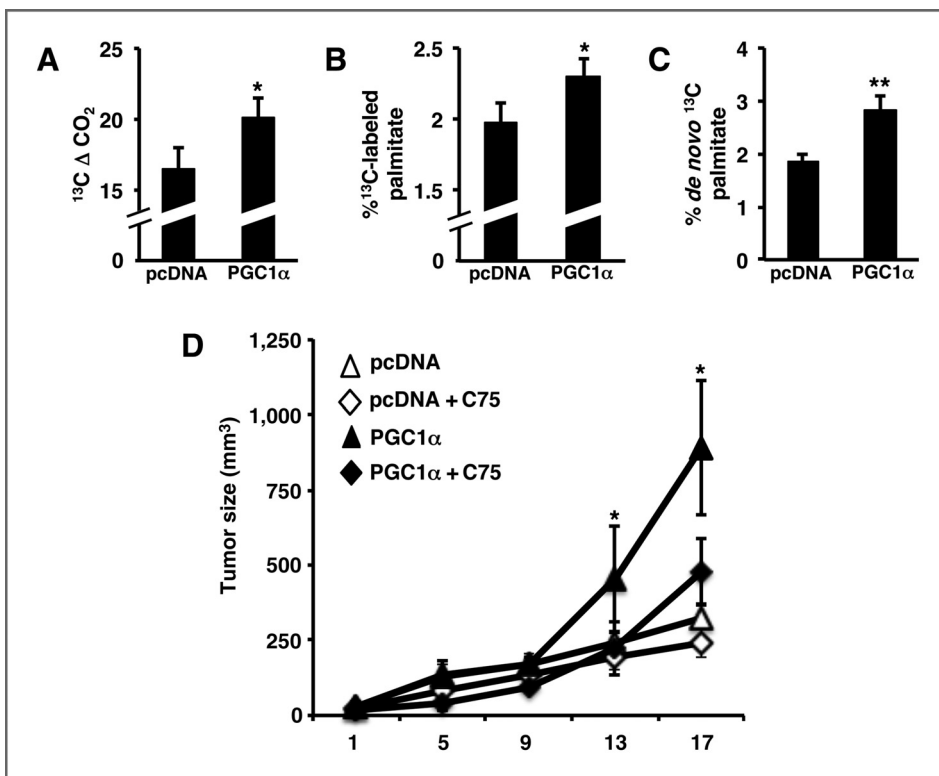 A
13C Δ CO2
25
20
15
0
pcDNA
PGC1α
*
B
%13C-labeled
palmitate
2.5
2
1.5
0
pcDNA
PGC1α
*
C
% de novo 13C
palmitate
4
3
2
1
0
pcDNA
PGC1α
**
D
Tumor size (mm3)
1,250
1,000
750
500
250
0
pcDNA
pcDNA + C75
PGC1α
PGC1α + C75
*
*
1
5
9
13
17